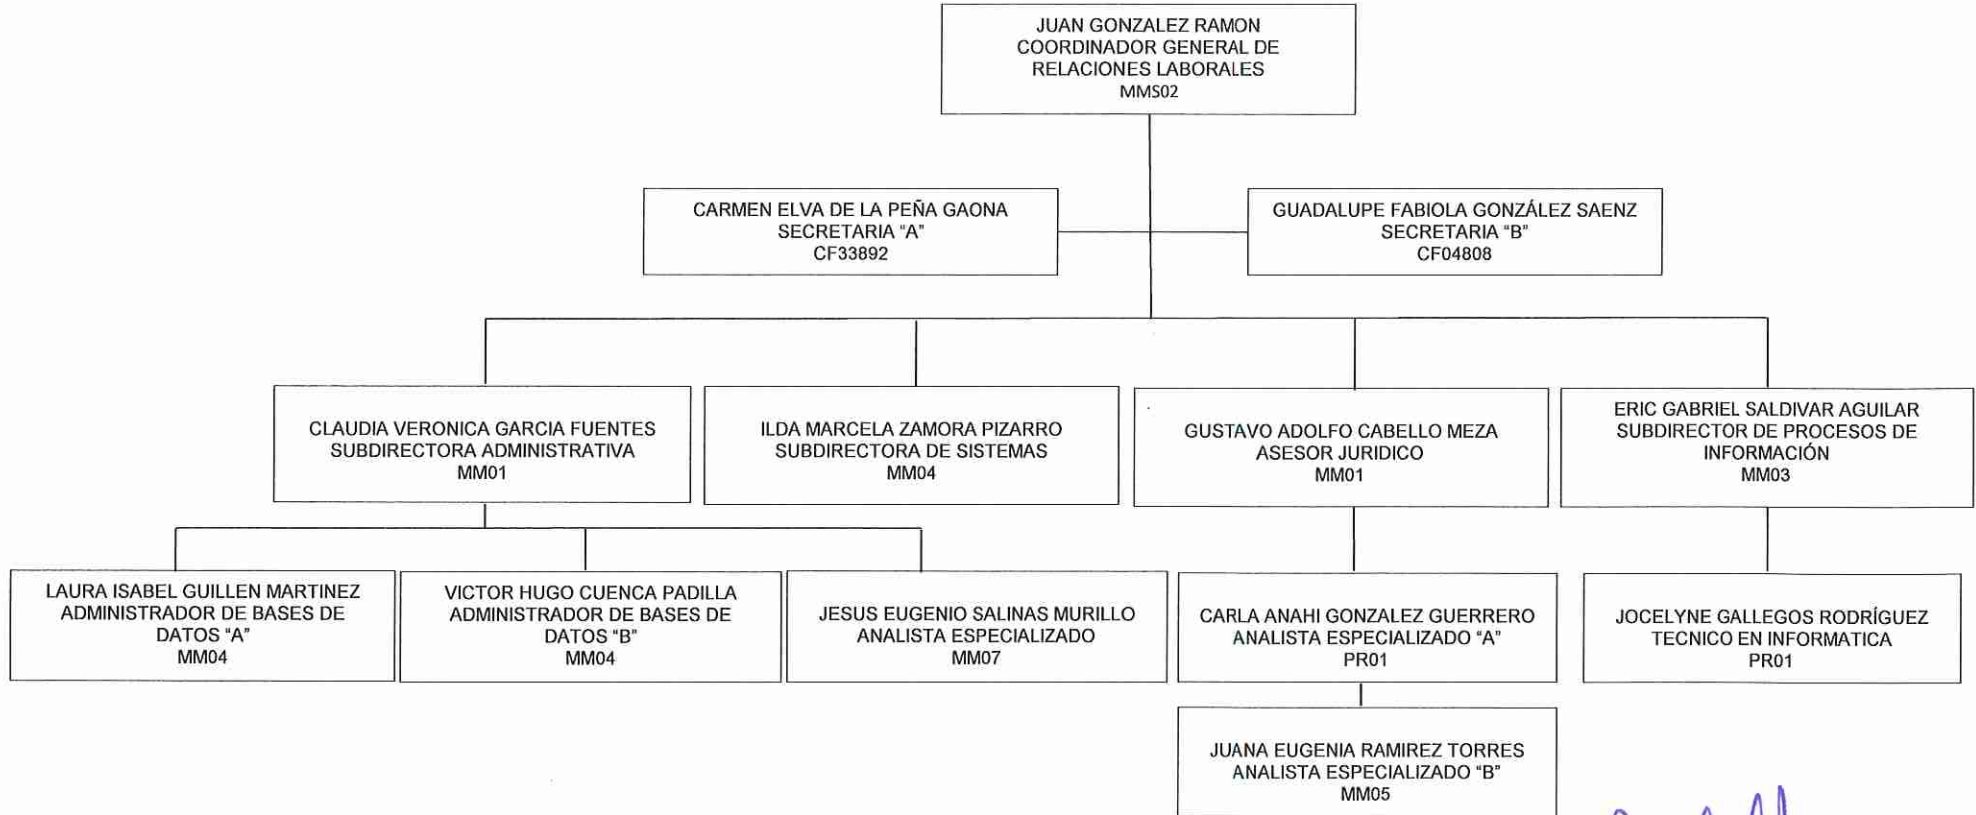 JUAN GONZALEZ RAMON
COORDINADOR GENERAL DE
RELACIONES LABORALES
MMS02
CARMEN ELVA DE LA PEÑA GAONA
SECRETARIA "A"
CF33892
GUADALUPE FABIOLA GONZÁLEZ SAENZ
SECRETARIA "B"
CF04808
CLAUDIA VERONICA GARCIA FUENTES
SUBDIRECTORA ADMINISTRATIVA
MM01
ILDA MARCELA ZAMORA PIZARRO
SUBDIRECTORA DE SISTEMAS
MM04
GUSTAVO ADOLFO CABELLO MEZA
ASESOR JURIDICO
MM01
ERIC GABRIEL SALDIVAR AGUILAR
SUBDIRECTOR DE PROCESOS DE
INFORMACIÓN
MM03
LAURA ISABEL GUILLEN MARTINEZ
ADMINISTRADOR DE BASES DE
DATOS "A"
MM04
VICTOR HUGO CUENCA PADILLA
ADMINISTRADOR DE BASES DE
DATOS "B"
MM04
JESUS EUGENIO SALINAS MURILLO
ANALISTA ESPECIALIZADO
MM07
CARLA ANAHI GONZALEZ GUERRERO
ANALISTA ESPECIALIZADO "A"
PR01
JOCELYNE GALLEGOS RODRÍGUEZ
TECNICO EN INFORMATICA
PR01
JUANA EUGENIA RAMIREZ TORRES
ANALISTA ESPECIALIZADO "B"
MM05